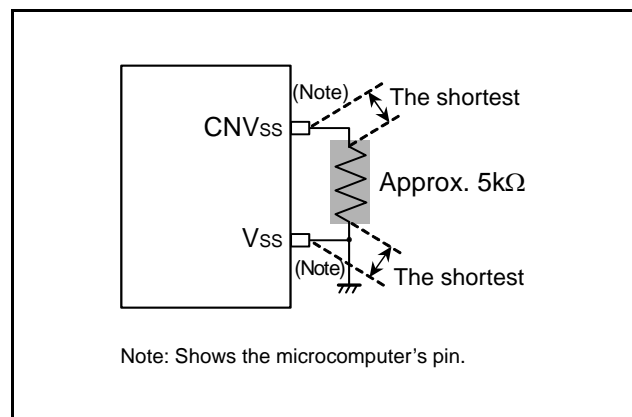 (Note)
The shortest
CNVSS
Approx. 5kΩ
VSS
(Note)
The shortest
Note: Shows the microcomputer's pin.